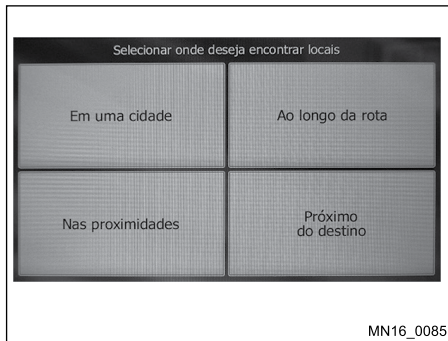 Selecionar onde deseja encontrar locais
Em uma cidade
Ao longo da rota
Nas proximidades
Próximo
do destino
MN16_0085